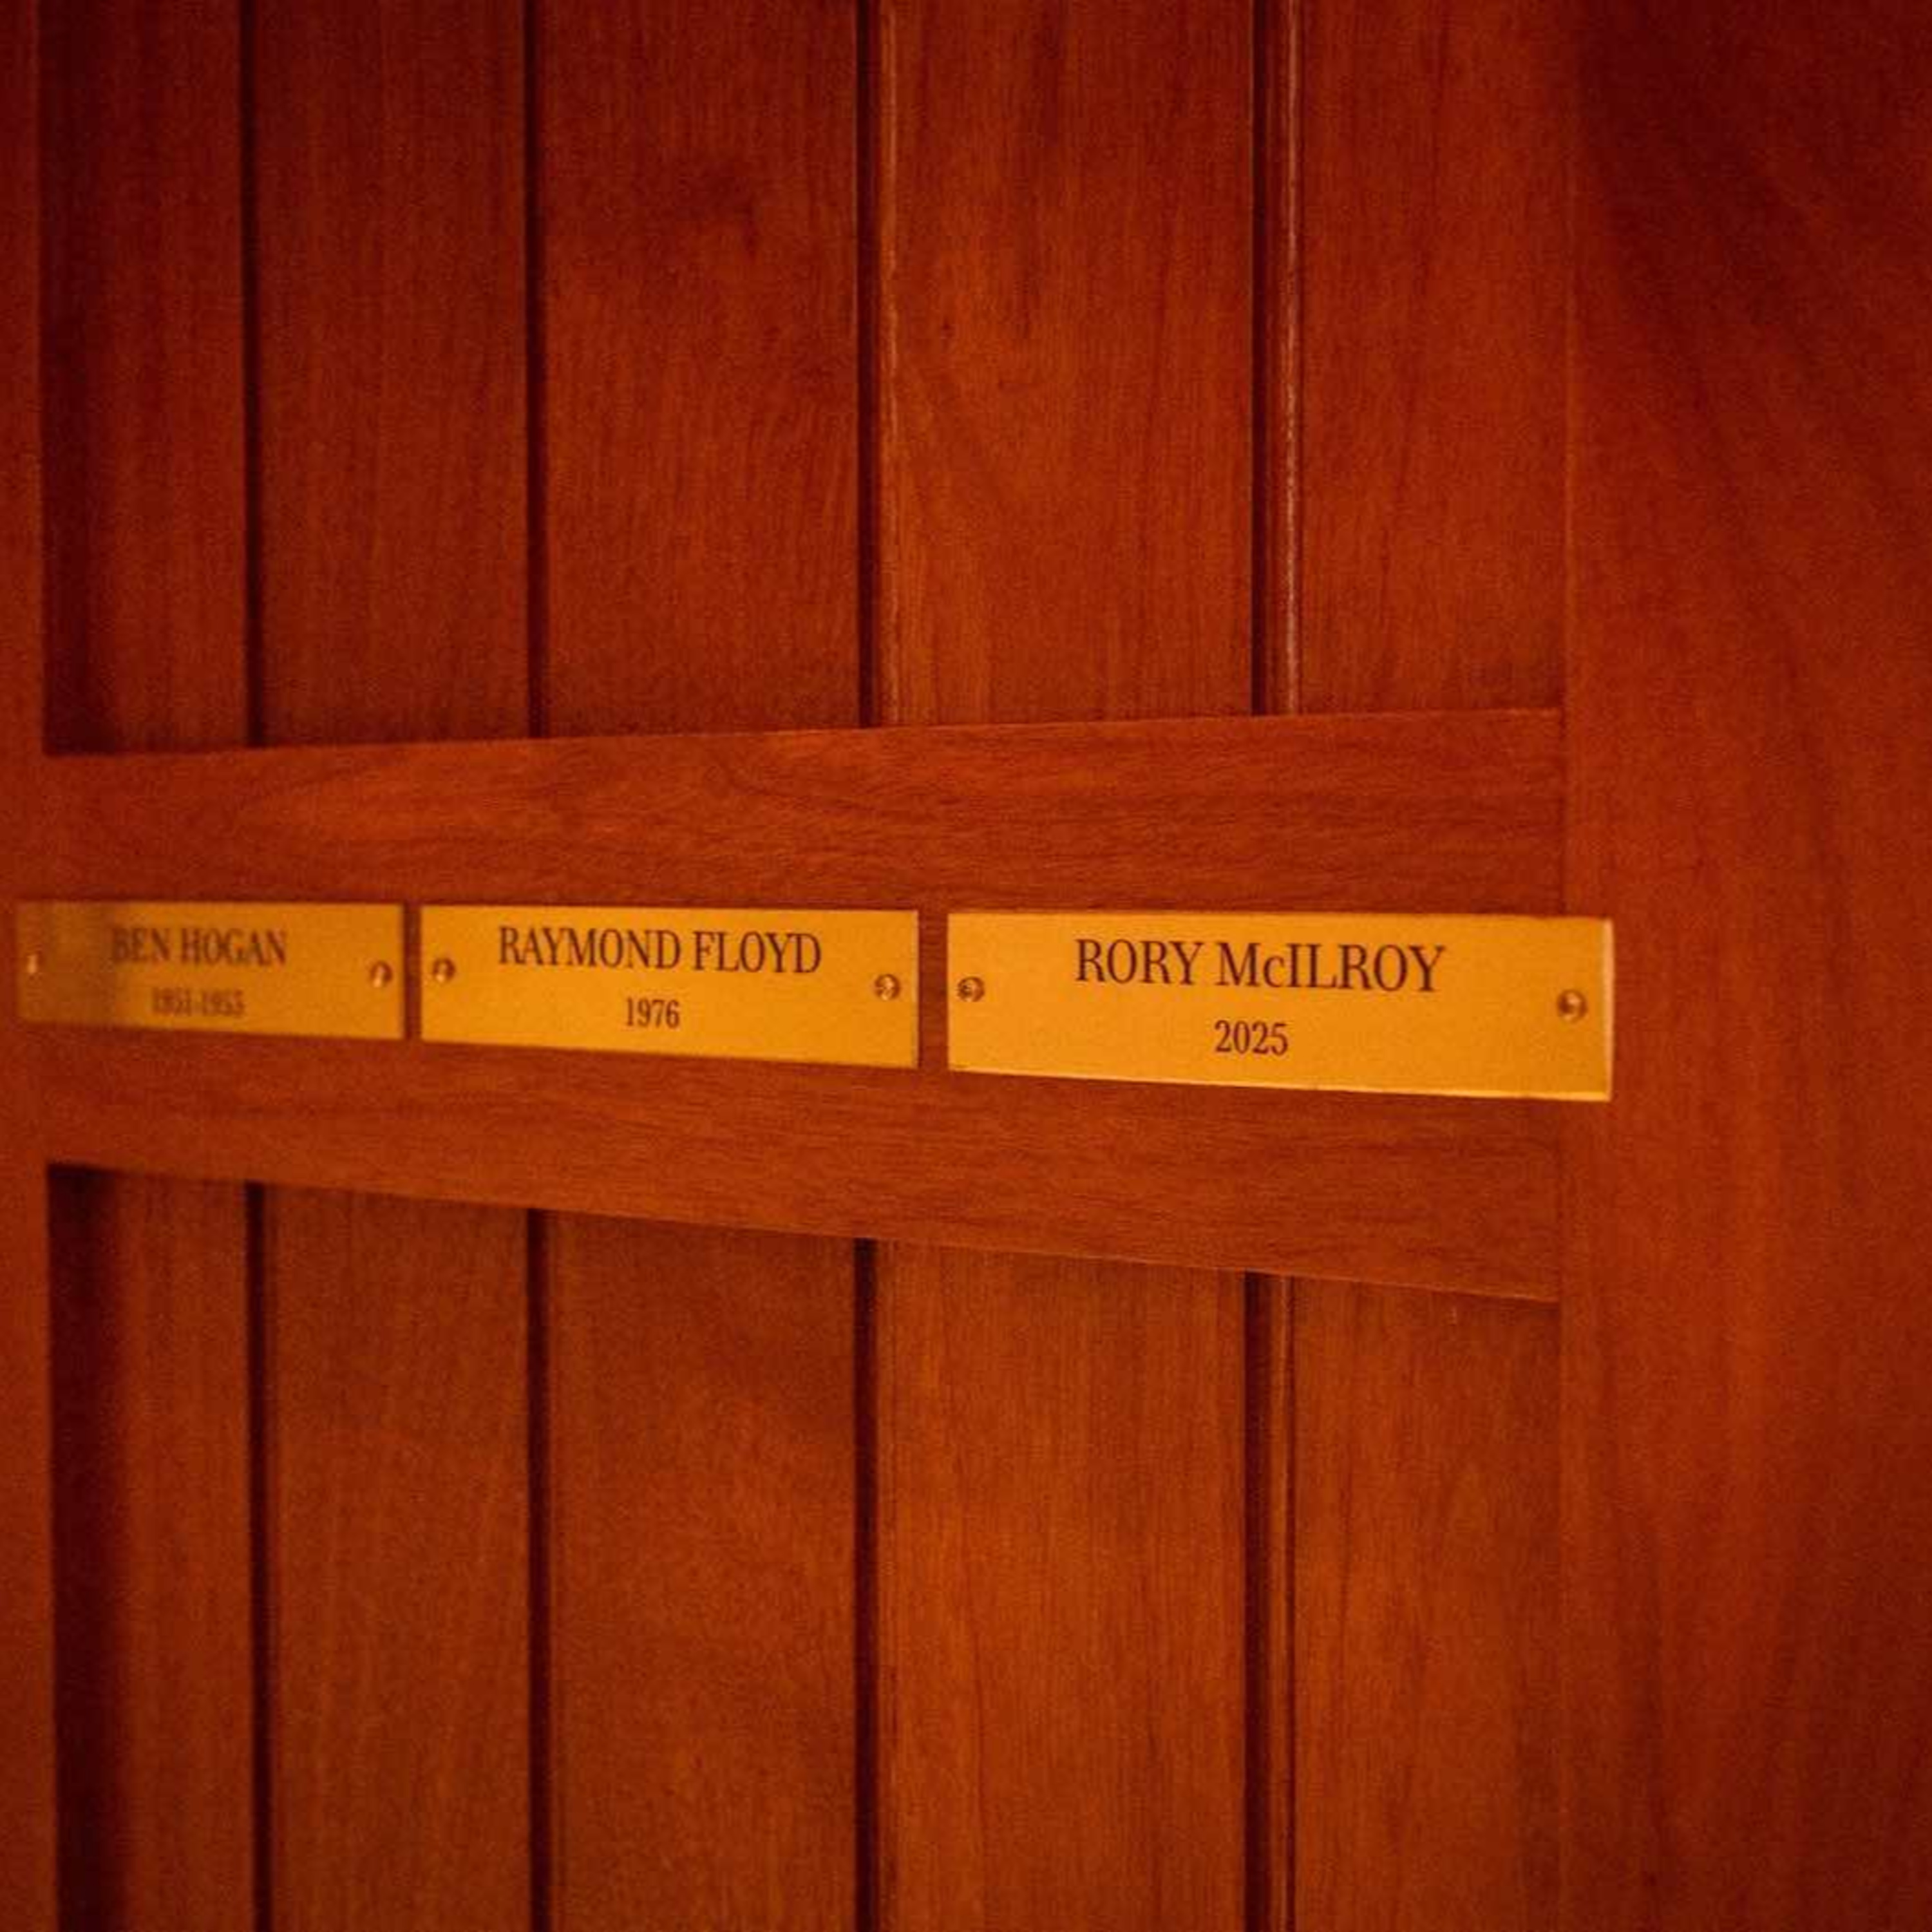 BEN HOGAN
1951-1953
RAYMOND FLOYD
1976
RORY McILROY
2025